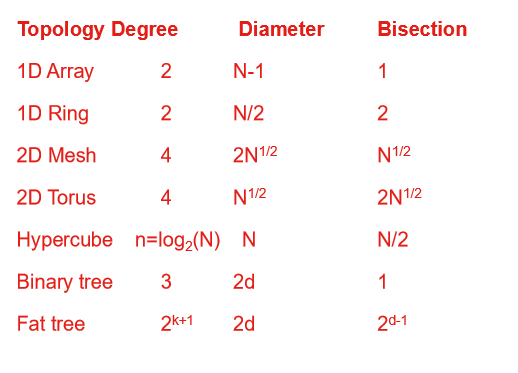 Topology Degree Diameter Bisection
1D Array 2 N-1 1
1D Ring 2 N/2 2
2D Mesh 4 2N^1/2 N^1/2
2D Torus 4 N^1/2 2N^1/2
Hypercube n=log₂(N) N N/2
Binary tree 3 2d 1
Fat tree 2^k+1 2d 2^d-1